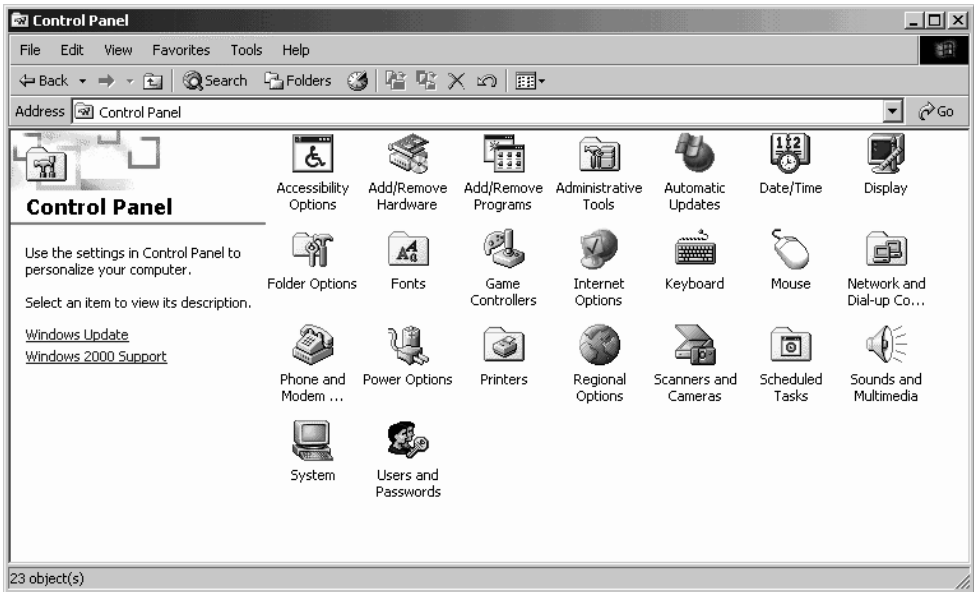 Control Panel
File Edit View Favorites Tools Help
Back Search Folders
Address Control Panel Go
Control Panel
Use the settings in Control Panel to
personalize your computer.
Select an item to view its description.
Windows Update
Windows 2000 Support
Accessibility
Options
Add/Remove
Hardware
Add/Remove
Programs
Administrative
Tools
Automatic
Updates
Date/Time
Display
Folder Options
Fonts
Game
Controllers
Internet
Options
Keyboard
Mouse
Network and
Dial-up Co...
Phone and
Modem ...
Power Options
Printers
Regional
Options
Scanners and
Cameras
Scheduled
Tasks
Sounds and
Multimedia
System
Users and
Passwords
23 object(s)